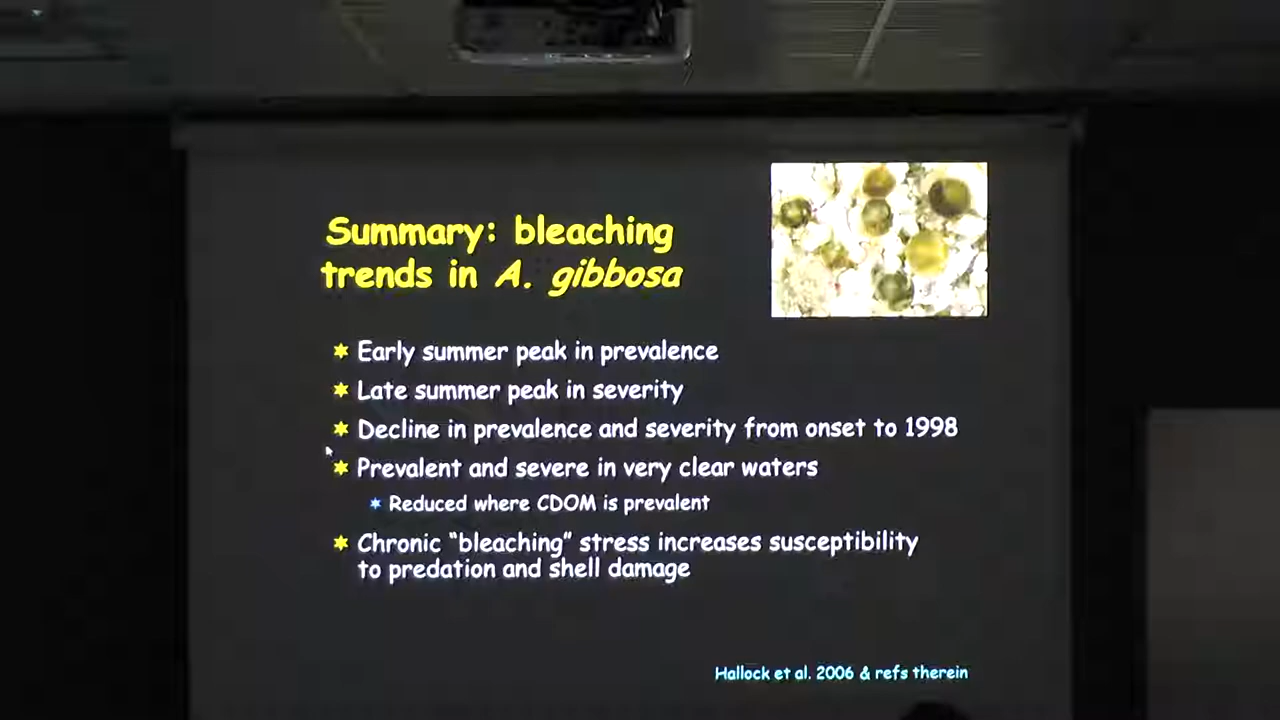 Summary: bleaching
trends in A. gibbosa
Early summer peak in prevalence
Late summer peak in severity
Decline in prevalence and severity from onset to 1998
Prevalent and severe in very clear waters
Reduced where CDOM is prevalent
Chronic “bleaching” stress increases susceptibility
to predation and shell damage
Hallock et al. 2006 & refs therein